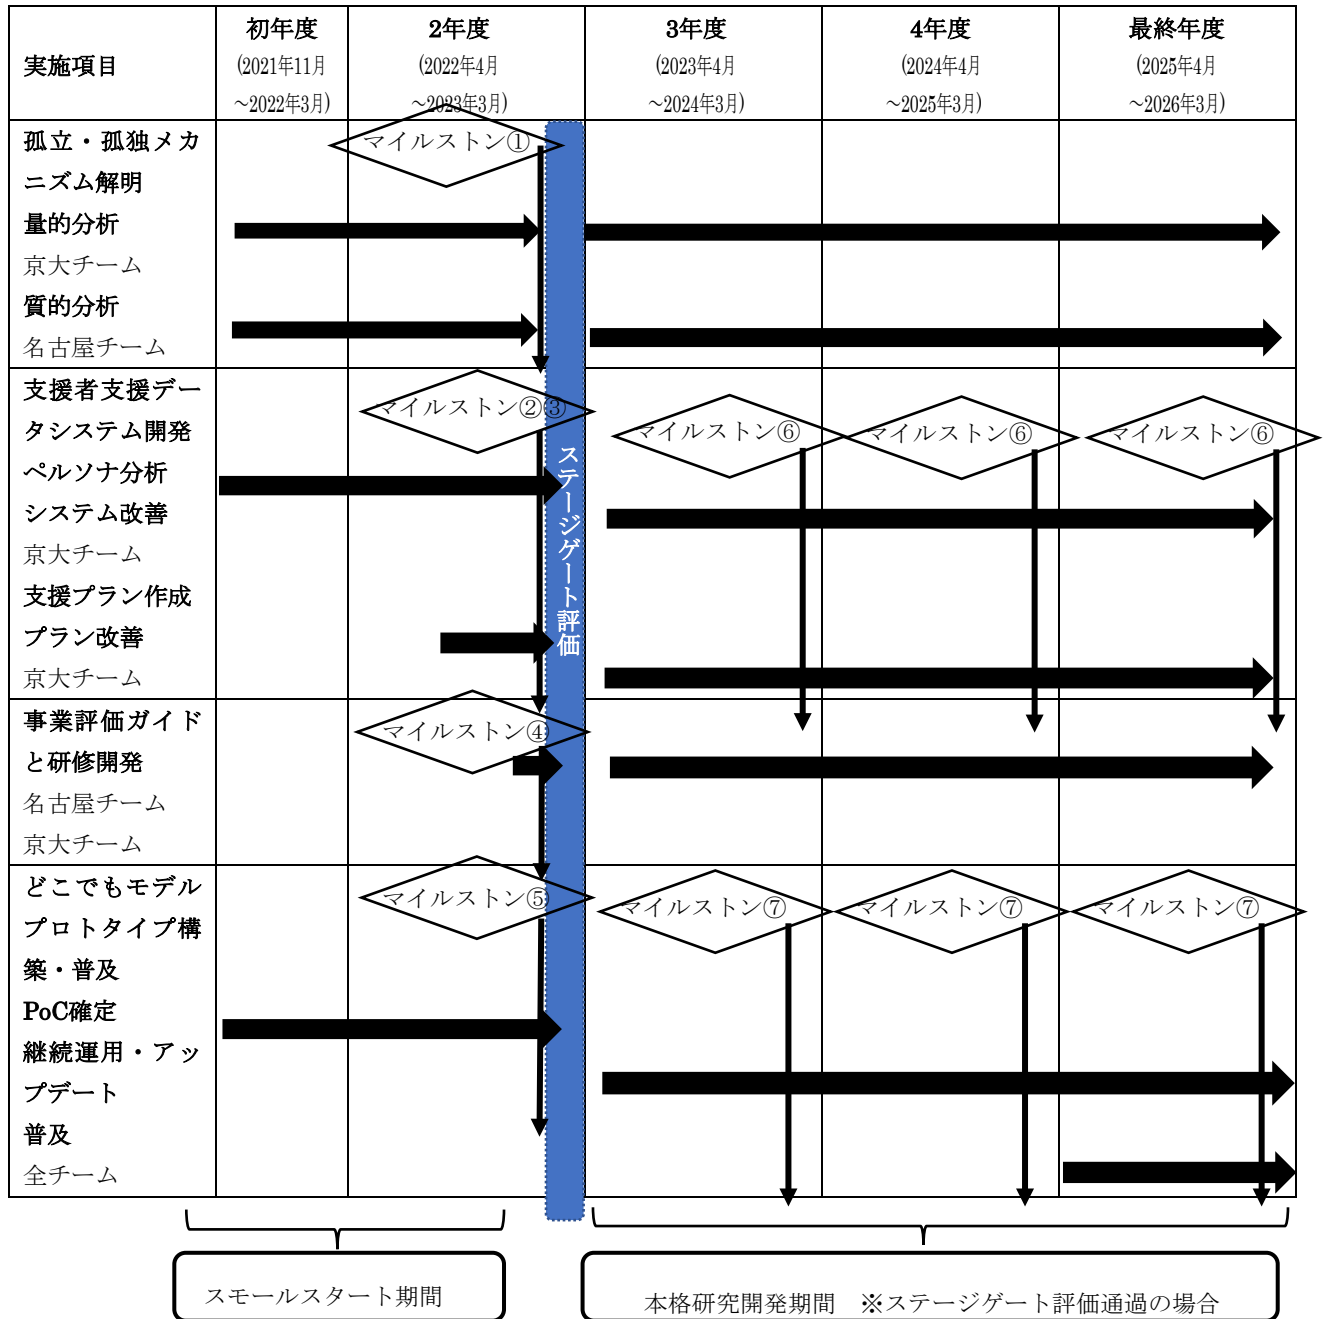 実施項目
初年度
(2021年11月
～2022年3月)
2年度
(2022年4月
～2023年3月)
3年度
(2023年4月
～2024年3月)
4年度
(2024年4月
～2025年3月)
最終年度
(2025年4月
～2026年3月)
孤立・孤独メカ
ニズム解明
量的分析
京大チーム
質的分析
名古屋チーム
マイルストン①
支援者支援デー
タシステム開発
ペルソナ分析
システム改善
京大チーム
支援プラン作成
プラン改善
京大チーム
マイルストン②③
マイルストン⑥
マイルストン⑥
マイルストン⑥
ステージゲート評価
事業評価ガイド
と研修開発
名古屋チーム
京大チーム
マイルストン④
どこでもモデル
プロトタイプ構
築・普及
PoC確定
継続運用・アッ
プデート
普及
全チーム
マイルストン⑤
マイルストン⑦
マイルストン⑦
マイルストン⑦
スモールスタート期間
本格研究開発期間　※ステージゲート評価通過の場合